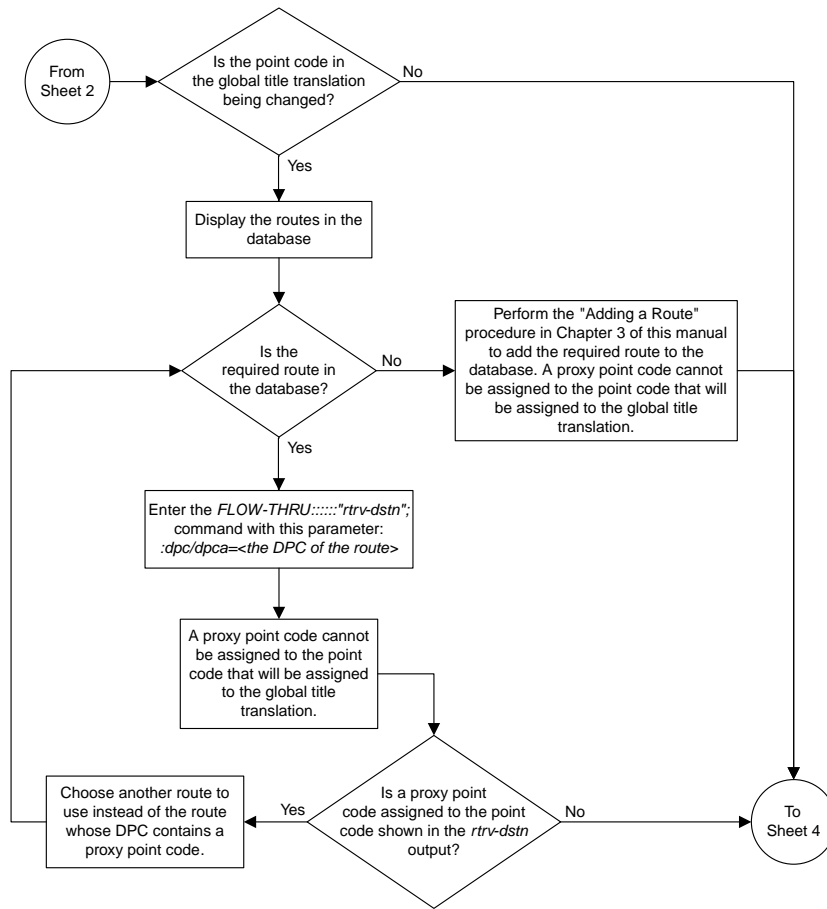 From
Sheet 2
Is the point code in
the global title translation
being changed?
No
Yes
Display the routes in the
database
Is the
required route in
the database?
No
Perform the "Adding a Route"
procedure in Chapter 3 of this manual
to add the required route to the
database. A proxy point code cannot
be assigned to the point code that will
be assigned to the global title
translation.
Yes
Enter the FLOW-THRU::::::"rtrv-dstn";
command with this parameter:
:dpc/dpca=<the DPC of the route>
A proxy point code cannot
be assigned to the point
code that will be assigned
to the global title
translation.
Choose another route to
use instead of the route
whose DPC contains a
proxy point code.
Yes
Is a proxy point
code assigned to the point
code shown in the rtrv-dstn
output?
No
To
Sheet 4